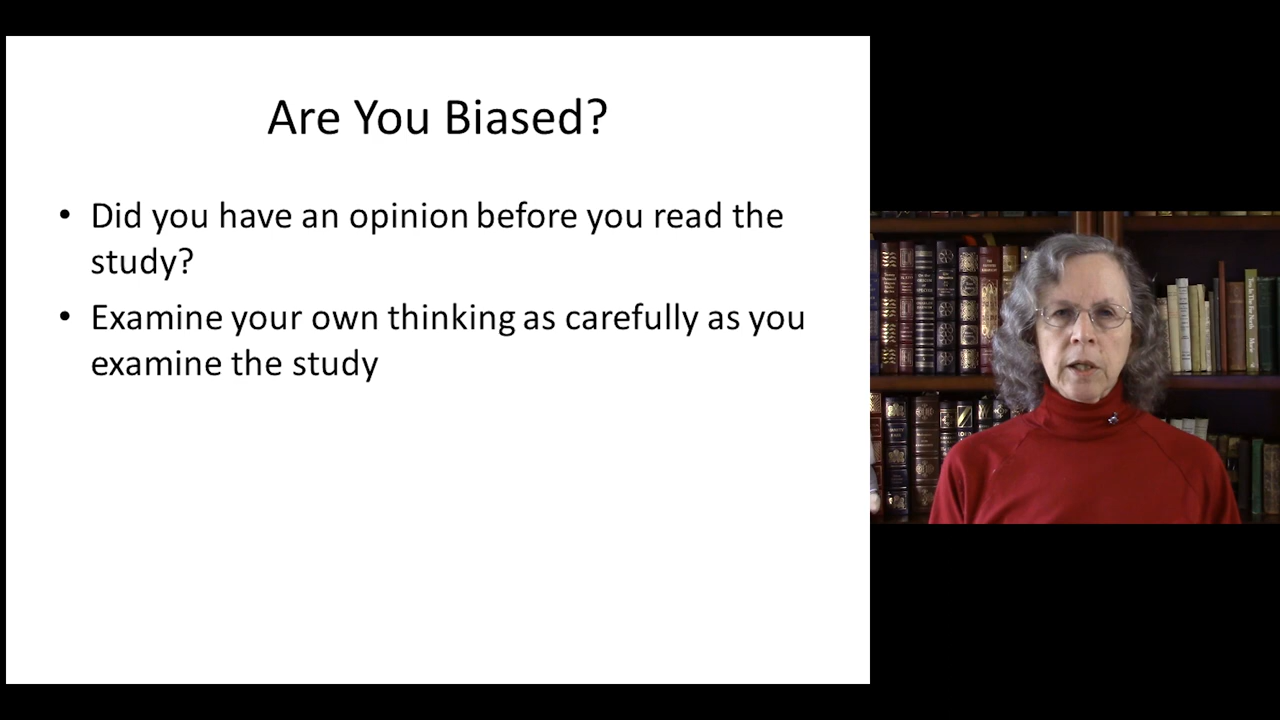 Are You Biased?
• Did you have an opinion before you read the
study?
• Examine your own thinking as carefully as you
examine the study